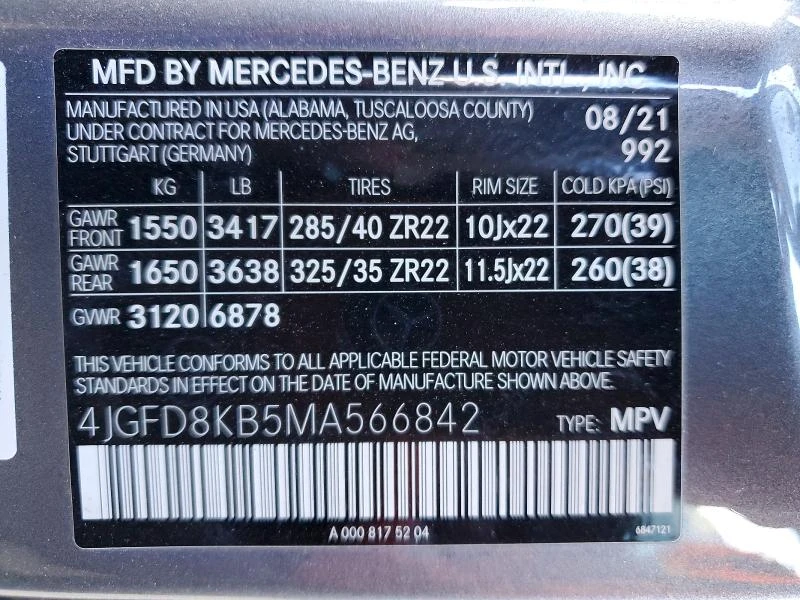 MFD BY MERCEDES-BENZ U.S. INTL., INC
MANUFACTURED IN USA (ALABAMA, TUSCALOOSA COUNTY) 08/21
UNDER CONTRACT FOR MERCEDES-BENZ AG,
STUTTGART (GERMANY) 992
KG LB TIRES RIM SIZE COLD KPA (PSI)
GAWR FRONT 1550 3417 285/40 ZR22 10Jx22 270(39)
GAWR REAR 1650 3638 325/35 ZR22 11.5Jx22 260(38)
GVWR 3120 6878
THIS VEHICLE CONFORMS TO ALL APPLICABLE FEDERAL MOTOR VEHICLE SAFETY
STANDARDS IN EFFECT ON THE DATE OF MANUFACTURE SHOWN ABOVE.
4JGFD8KB5MA566842 TYPE: MPV
A 000 817 52 04 6847121